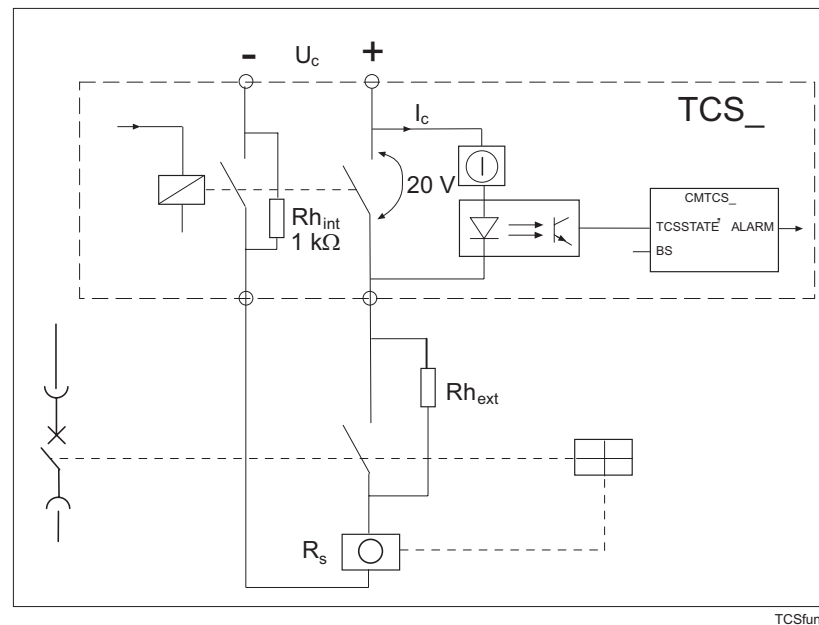 - Uc +
Ic
TCS_
20 V
Rhint
1 kΩ
CMTCS_
TCSSTATE ALARM
BS
Rhext
Rs
TCSfun